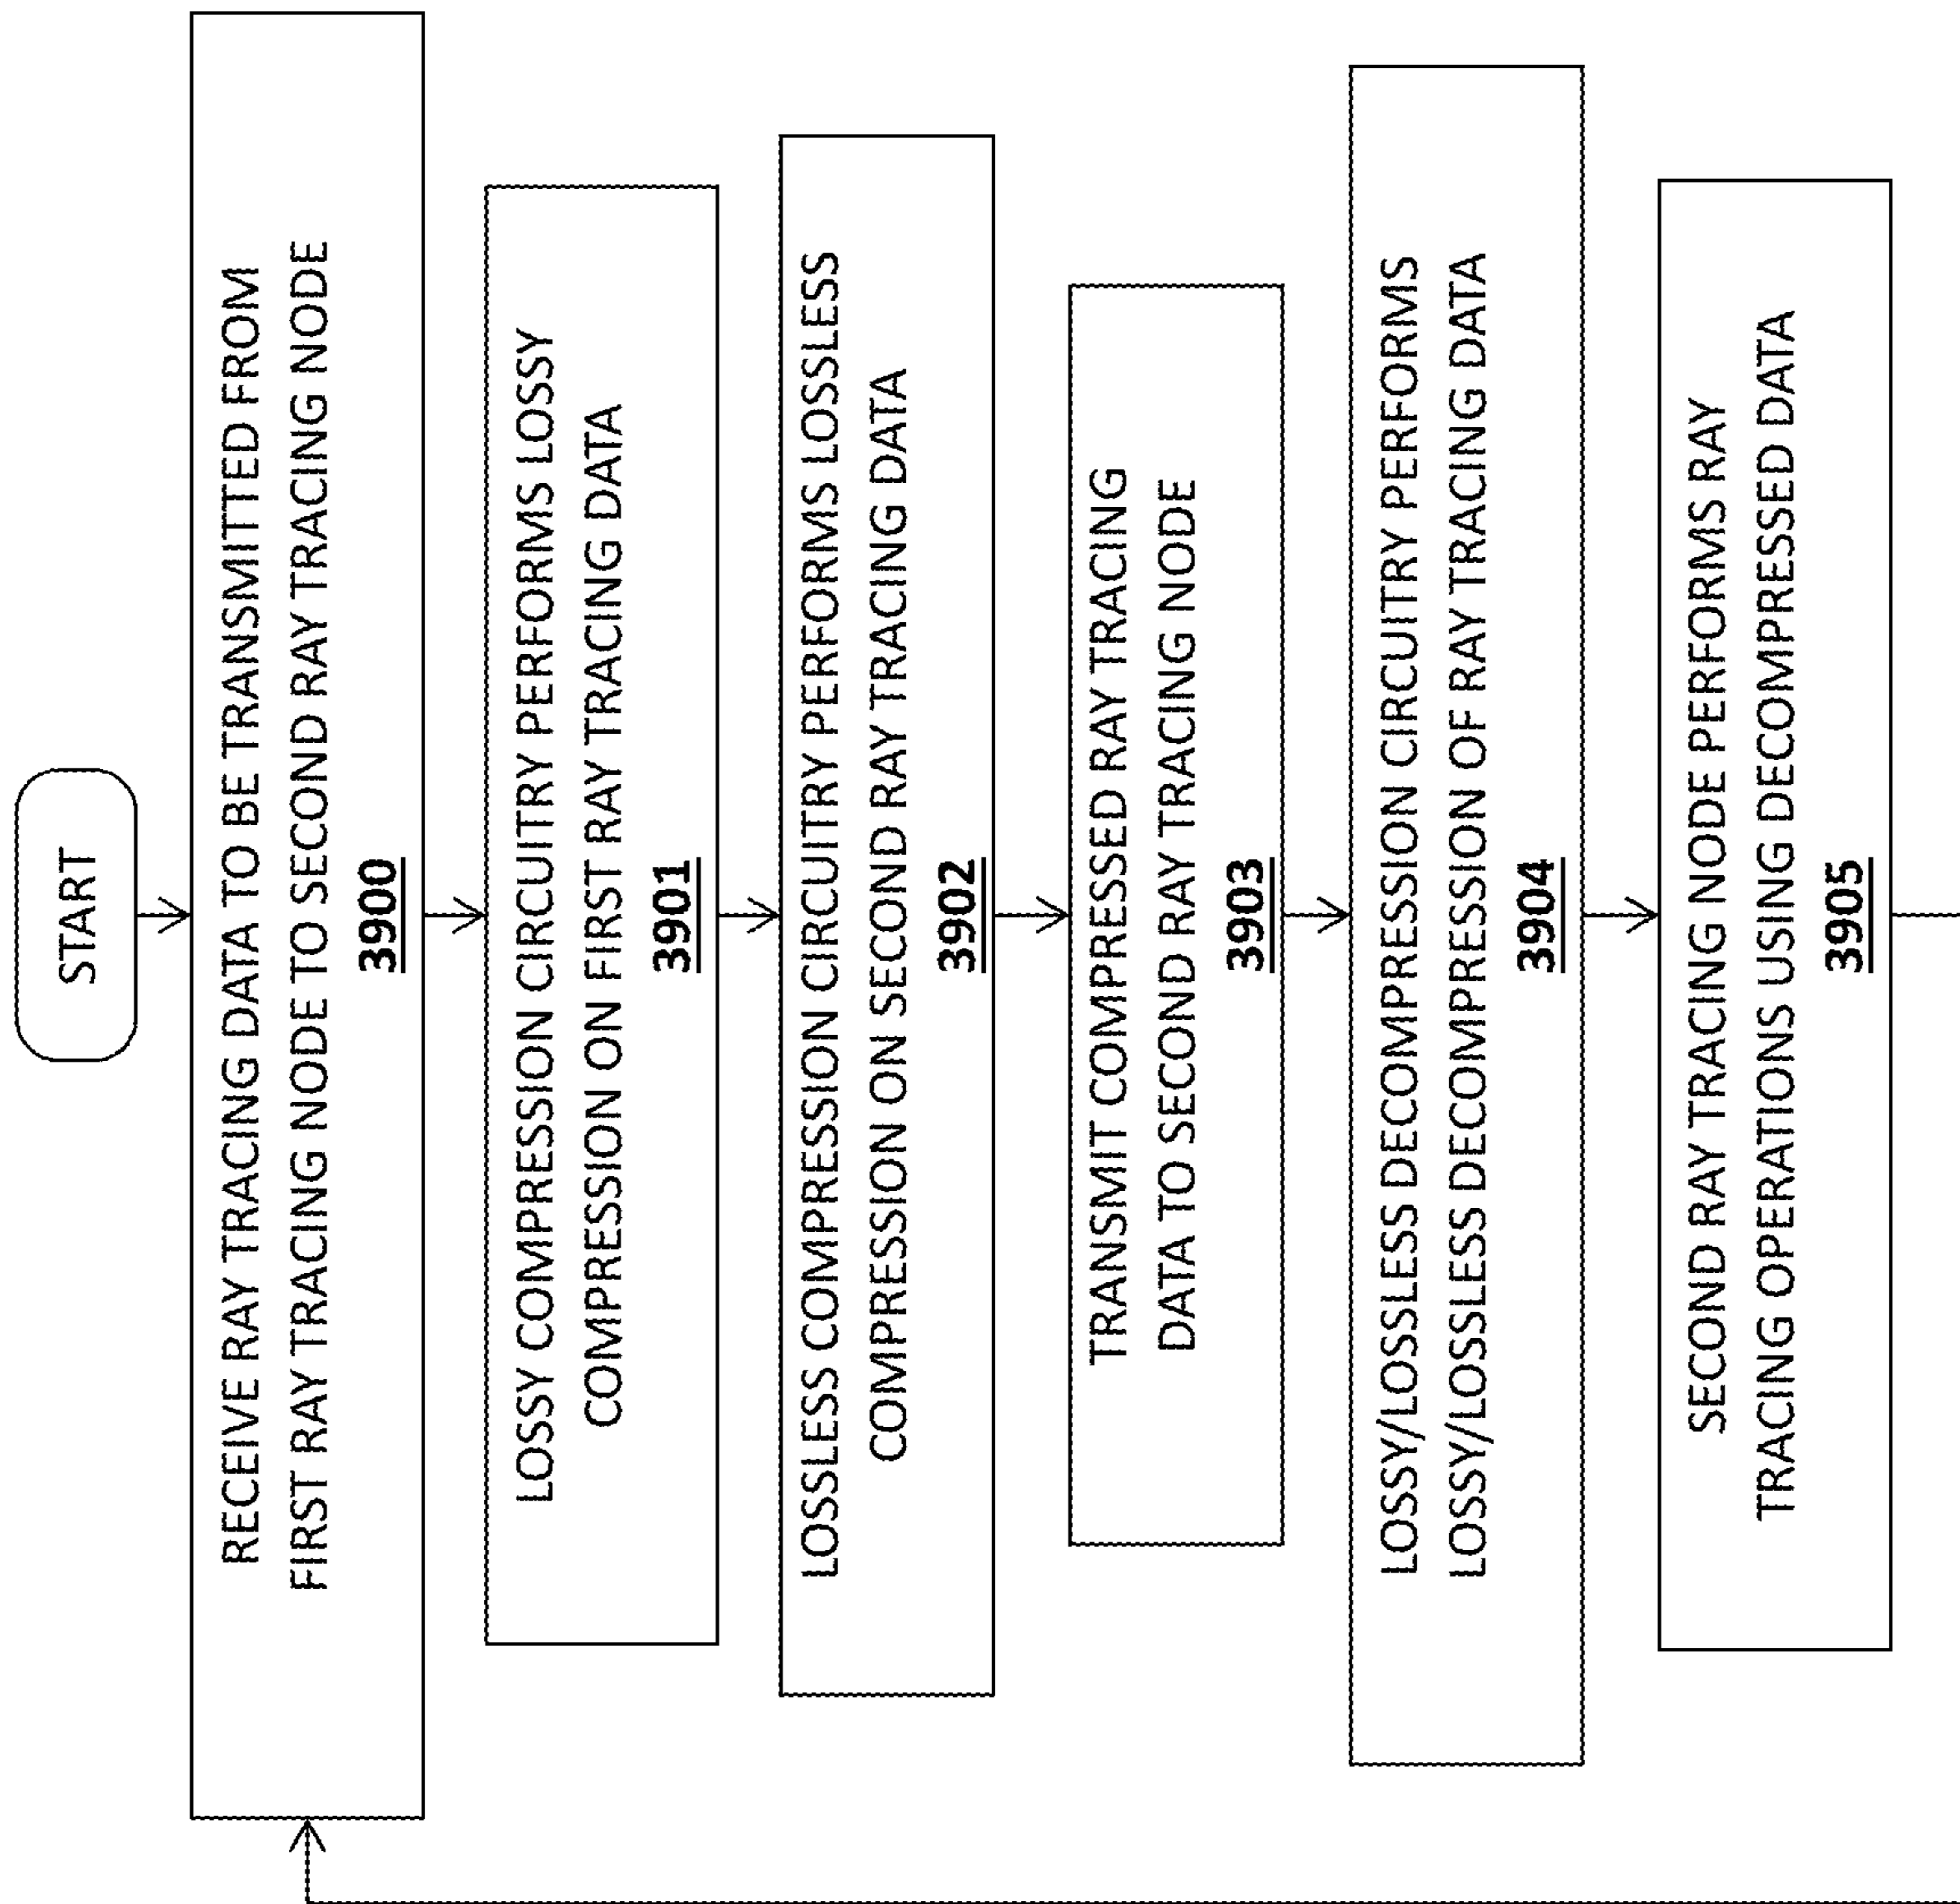 START
RECEIVE RAY TRACING DATA TO BE TRANSMITTED FROM
FIRST RAY TRACING NODE TO SECOND RAY TRACING NODE
3900
LOSSY COMPRESSION CIRCUITRY PERFORMS LOSSY
COMPRESSION ON FIRST RAY TRACING DATA
3901
LOSSLESS COMPRESSION CIRCUITRY PERFORMS LOSSLESS
COMPRESSION ON SECOND RAY TRACING DATA
3902
TRANSMIT COMPRESSED RAY TRACING
DATA TO SECOND RAY TRACING NODE
3903
LOSSY/LOSSLESS DECOMPRESSION CIRCUITRY PERFORMS
LOSSY/LOSSLESS DECOMPRESSION OF RAY TRACING DATA
3904
SECOND RAY TRACING NODE PERFORMS RAY
TRACING OPERATIONS USING DECOMPRESSED DATA
3905